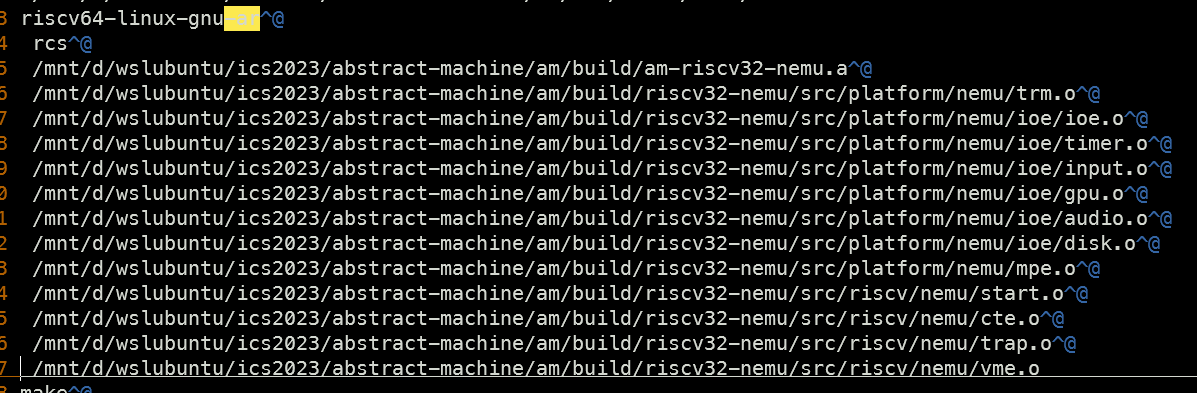 3 riscv64-linux-gnu-ar^@
4  rcs^@
5  /mnt/d/wslubuntu/ics2023/abstract-machine/am/build/am-riscv32-nemu.a^@
6  /mnt/d/wslubuntu/ics2023/abstract-machine/am/build/riscv32-nemu/src/platform/nemu/trm.o^@
7  /mnt/d/wslubuntu/ics2023/abstract-machine/am/build/riscv32-nemu/src/platform/nemu/ioe/ioe.o^@
8  /mnt/d/wslubuntu/ics2023/abstract-machine/am/build/riscv32-nemu/src/platform/nemu/ioe/timer.o^@
9  /mnt/d/wslubuntu/ics2023/abstract-machine/am/build/riscv32-nemu/src/platform/nemu/ioe/input.o^@
0  /mnt/d/wslubuntu/ics2023/abstract-machine/am/build/riscv32-nemu/src/platform/nemu/ioe/gpu.o^@
1  /mnt/d/wslubuntu/ics2023/abstract-machine/am/build/riscv32-nemu/src/platform/nemu/ioe/audio.o^@
2  /mnt/d/wslubuntu/ics2023/abstract-machine/am/build/riscv32-nemu/src/platform/nemu/ioe/disk.o^@
3  /mnt/d/wslubuntu/ics2023/abstract-machine/am/build/riscv32-nemu/src/platform/nemu/mpe.o^@
4  /mnt/d/wslubuntu/ics2023/abstract-machine/am/build/riscv32-nemu/src/riscv/nemu/start.o^@
5  /mnt/d/wslubuntu/ics2023/abstract-machine/am/build/riscv32-nemu/src/riscv/nemu/cte.o^@
6  /mnt/d/wslubuntu/ics2023/abstract-machine/am/build/riscv32-nemu/src/riscv/nemu/trap.o^@
7  /mnt/d/wslubuntu/ics2023/abstract-machine/am/build/riscv32-nemu/src/riscv/nemu/vme.o
8 make^@